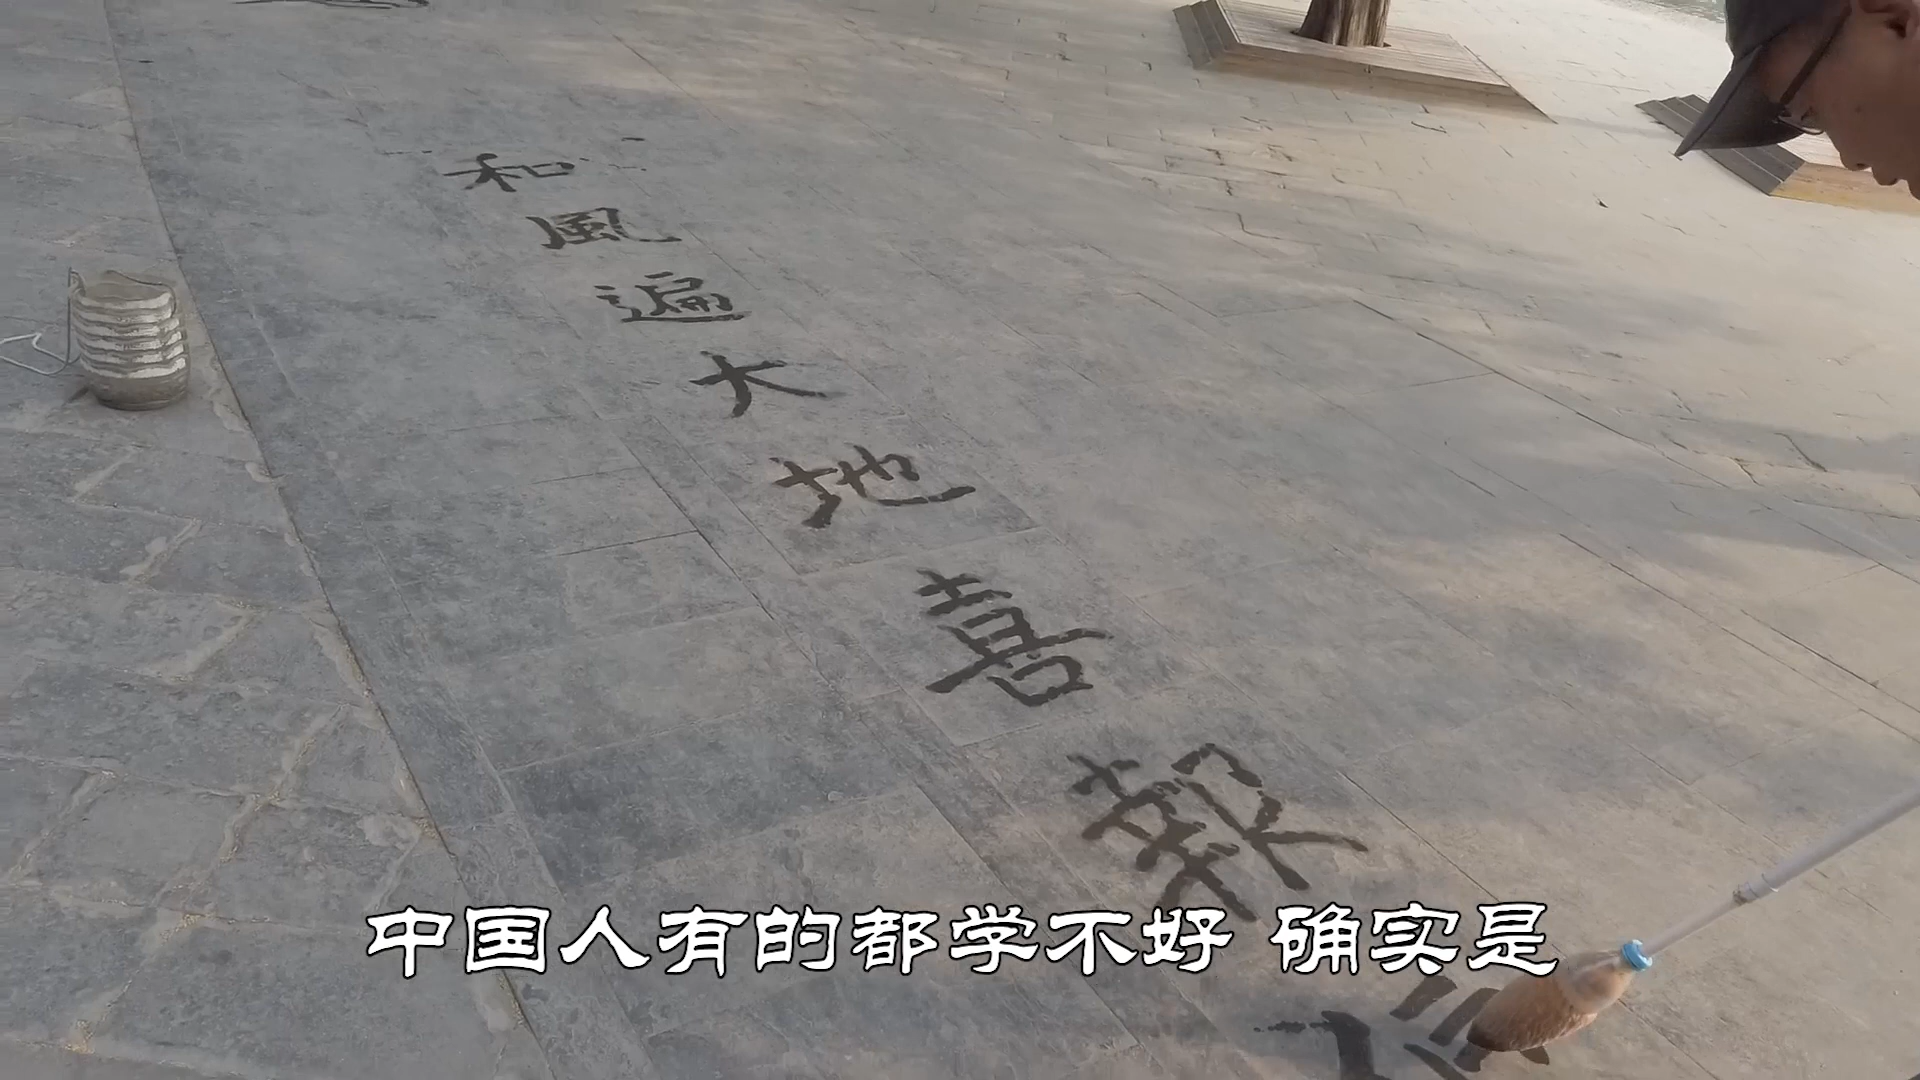 和風遍大地喜報
中国人有的都学不好 确实是